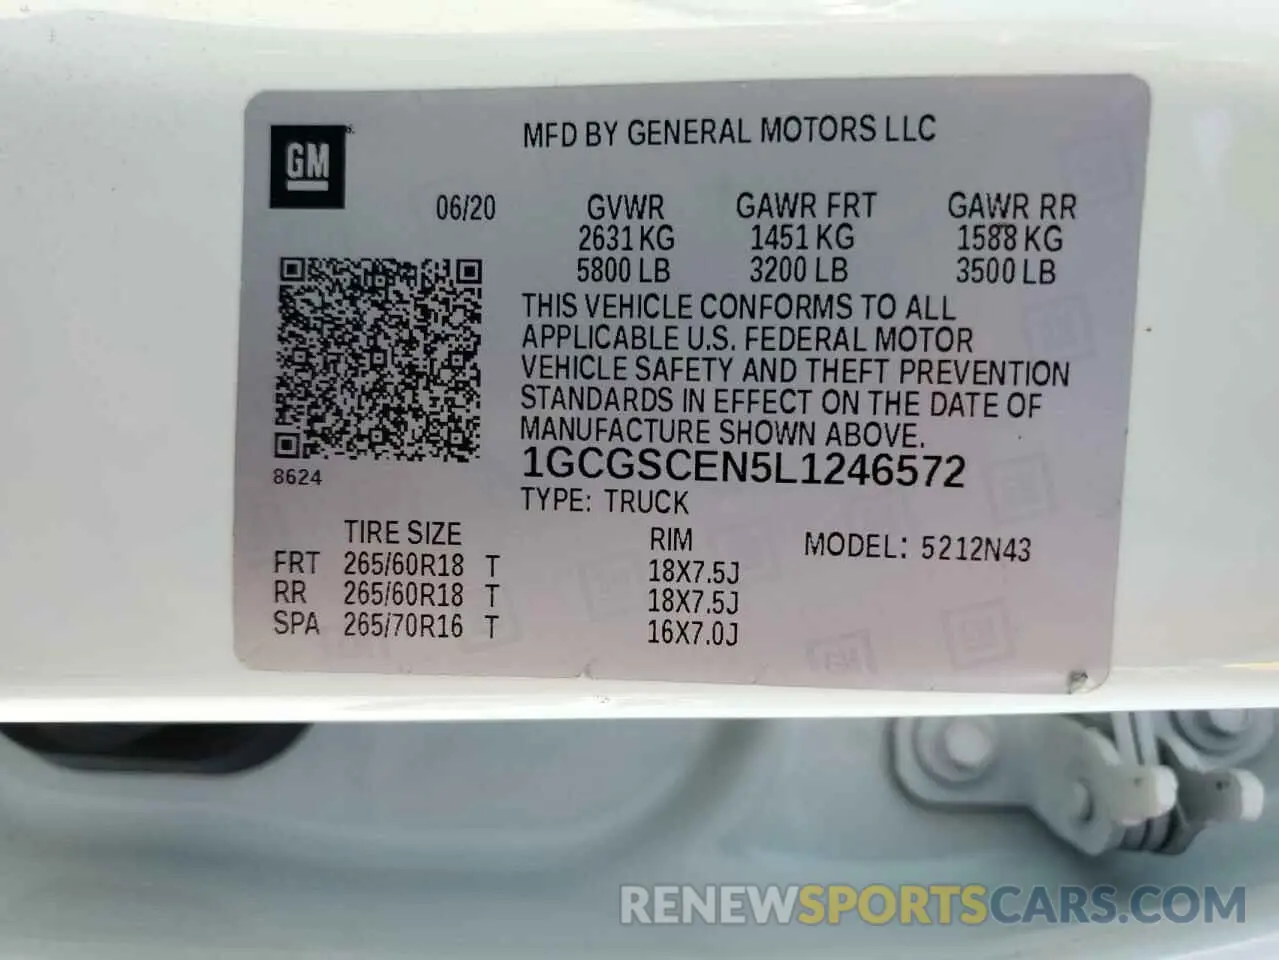 GM
MFD BY GENERAL MOTORS LLC
06/20 GVWR GAWR FRT GAWR RR
2631 KG 1451 KG 1588 KG
5800 LB 3200 LB 3500 LB
THIS VEHICLE CONFORMS TO ALL
APPLICABLE U.S. FEDERAL MOTOR
VEHICLE SAFETY AND THEFT PREVENTION
STANDARDS IN EFFECT ON THE DATE OF
MANUFACTURE SHOWN ABOVE.
8624
1GCGSCEN5L1246572
TYPE: TRUCK
TIRE SIZE RIM MODEL: 5212N43
FRT 265/60R18 T 18X7.5J
RR 265/60R18 T 18X7.5J
SPA 265/70R16 T 16X7.0J
RENEWSPORTSCARS.COM